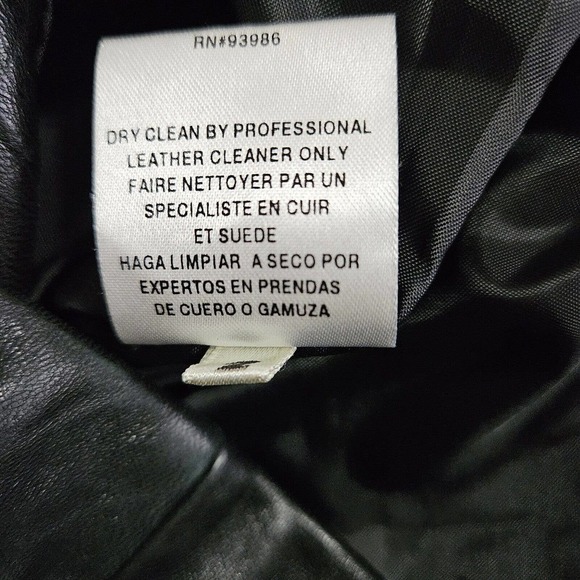 RN#93986
DRY CLEAN BY PROFESSIONAL
LEATHER CLEANER ONLY
FAIRE NETTOYER PAR UN
SPECIALISTE EN CUIR
ET SUEDE
HAGA LIMPIAR A SECO POR
EXPERTOS EN PRENDAS
DE CUERO O GAMUZA